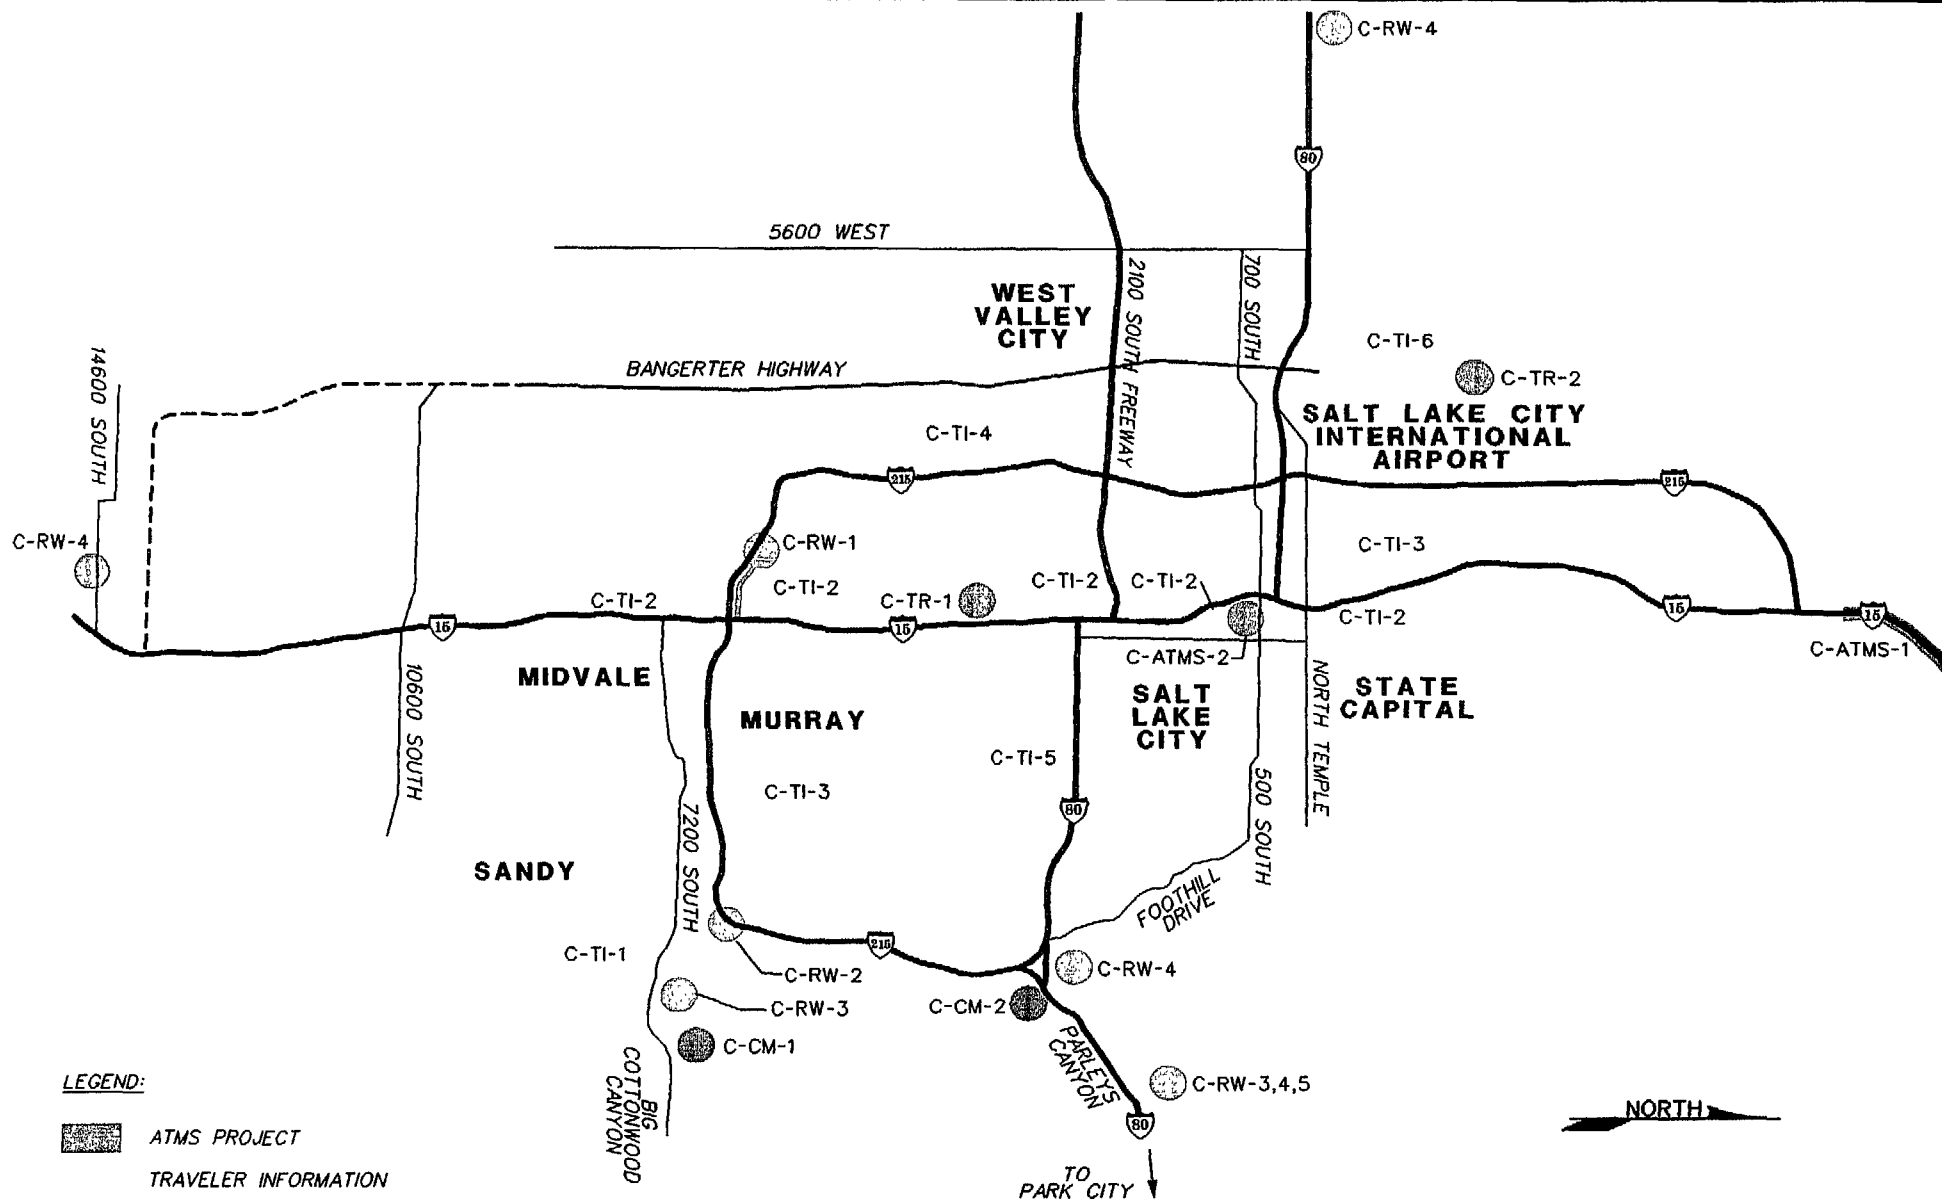 C-RW-4
80
5600 WEST
WEST
VALLEY
CITY
2100 SOUTH FREEWAY
700 SOUTH
C-TI-6
C-TR-2
14600 SOUTH
BANGERTER HIGHWAY
SALT LAKE CITY
INTERNATIONAL
AIRPORT
C-TI-4
215
215
C-RW-4
C-RW-1
C-TI-3
C-TI-2
C-TI-2
C-TR-1
C-TI-2
C-TI-2
C-TI-2
15
15
15
15
C-ATMS-2
C-ATMS-1
MIDVALE
10600 SOUTH
MURRAY
SALT
LAKE
CITY
NORTH TEMPLE
STATE
CAPITAL
C-TI-5
C-TI-3
80
7200 SOUTH
500 SOUTH
SANDY
FOOTHILL
DRIVE
C-TI-1
215
C-RW-2
C-RW-4
C-RW-3
C-CM-2
C-CM-1
PARLEYS
CANYON
C-RW-3,4,5
BIG
COTTONWOOD
CANYON
80
LEGEND:
NORTH
ATMS PROJECT
TRAVELER INFORMATION
TO
PARK CITY